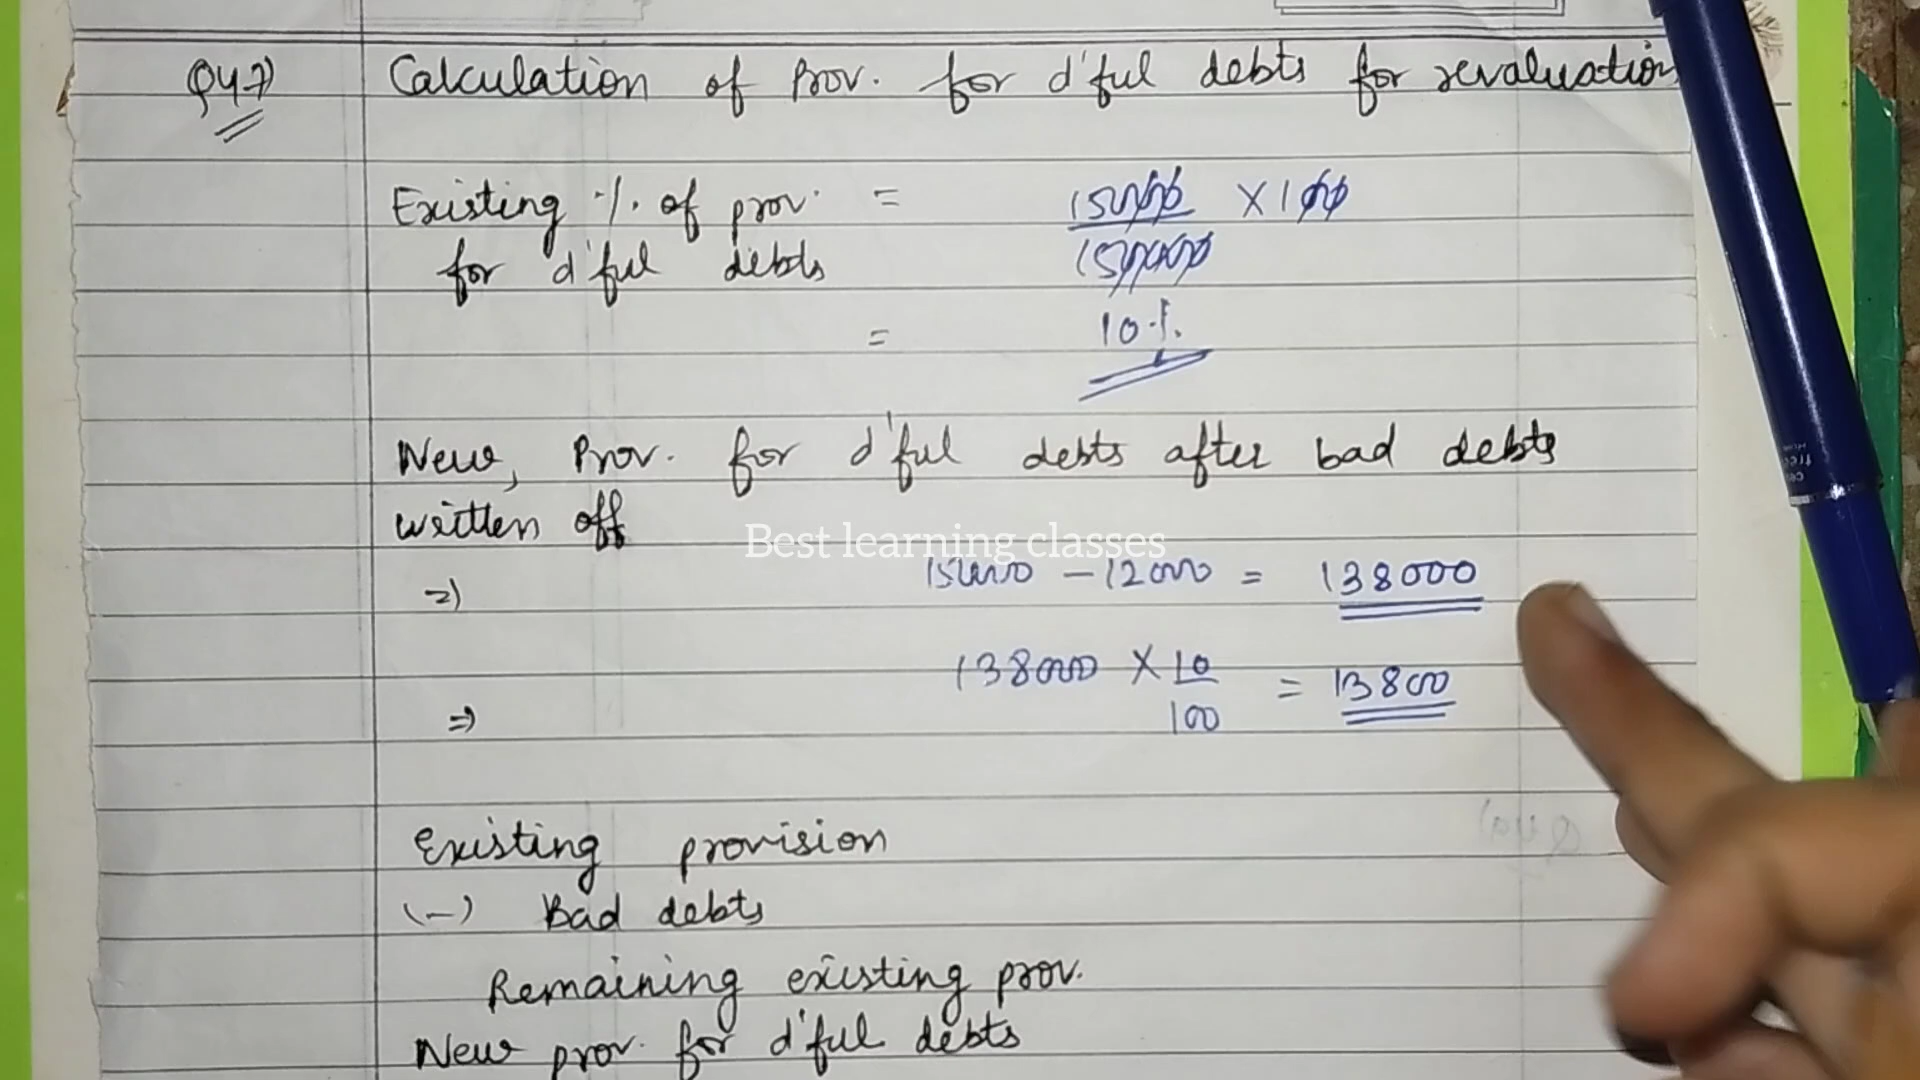 Q47) Calculation of Prov. for d'ful debts for revaluation
Existing %. of prov. = 15000 X 100
for d'ful debts 150000
= 10%.
New, Prov. for d'ful debts after bad debts
written off
Best learning classes
=) 150000 - 12000 = 138000
=) 138000 X 10 = 13800
100
Existing provision
(-) Bad debts
Remaining existing prov.
New prov. for d'ful debts